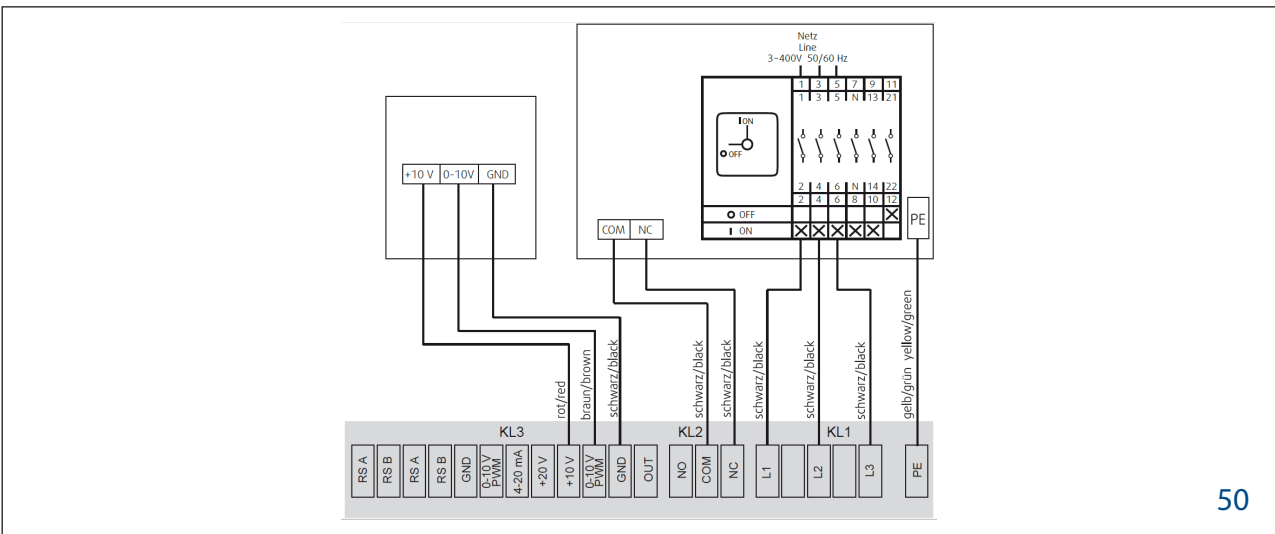 Netz
Line
3~400V 50/60 Hz
1 3 5 7 9 11
1 3 5 N 13 21
I ON
O OFF
2 4 6 N 14 22
2 4 6 8 10 12
O OFF
I ON
PE
+10 V 0-10V GND
COM NC
rot/red
braun/brown
schwarz/black
schwarz/black
schwarz/black
schwarz/black
schwarz/black
schwarz/black
gelb/grün yellow/green
KL3 KL2 KL1
RS A
RS B
RS A
RS B
GND
0-10 V
PWM
4-20 mA
+20 V
+10 V
0-10 V
PWM
GND
OUT
NO
COM
NC
L1
L2
L3
PE
50